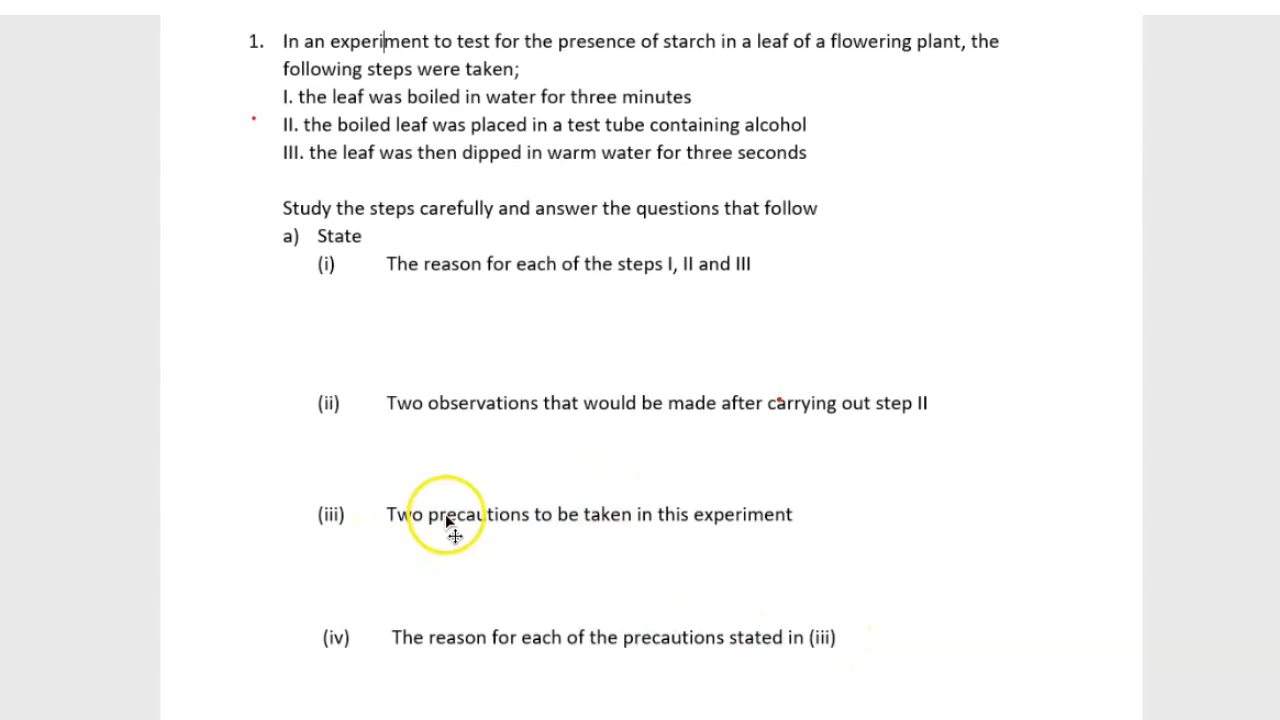 1. In an experiment to test for the presence of starch in a leaf of a flowering plant, the
following steps were taken;
I. the leaf was boiled in water for three minutes
II. the boiled leaf was placed in a test tube containing alcohol
III. the leaf was then dipped in warm water for three seconds
Study the steps carefully and answer the questions that follow
a) State
(i) The reason for each of the steps I, II and III
(ii) Two observations that would be made after carrying out step II
(iii) Two precautions to be taken in this experiment
(iv) The reason for each of the precautions stated in (iii)